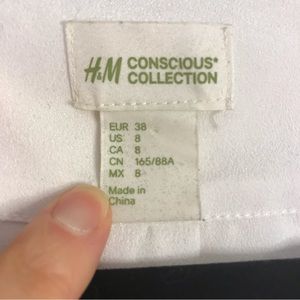 H&M CONSCIOUS*
COLLECTION
EUR 38
US 8
CA 8
CN 165/88A
MX 8
Made in
China